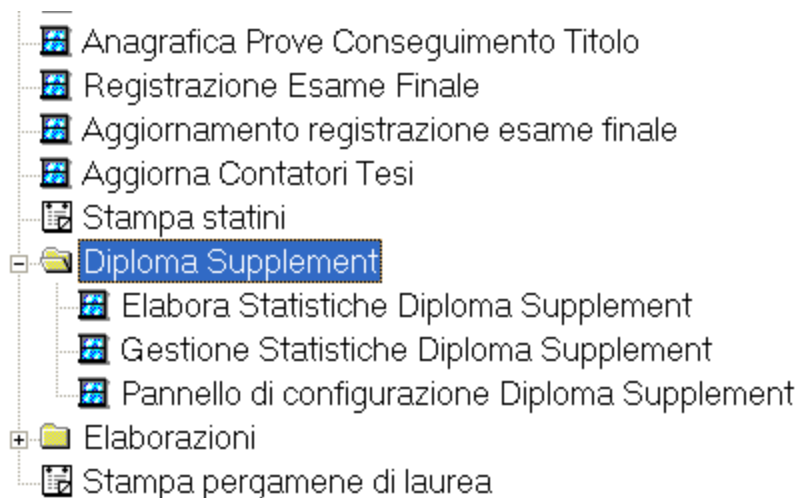 Anagrafica Prove Conseguimento Titolo
Registrazione Esame Finale
Aggiornamento registrazione esame finale
Aggiorna Contatori Tesi
Stampa statini
Diploma Supplement
Elabora Statistiche Diploma Supplement
Gestione Statistiche Diploma Supplement
Pannello di configurazione Diploma Supplement
Elaborazioni
Stampa pergamene di laurea